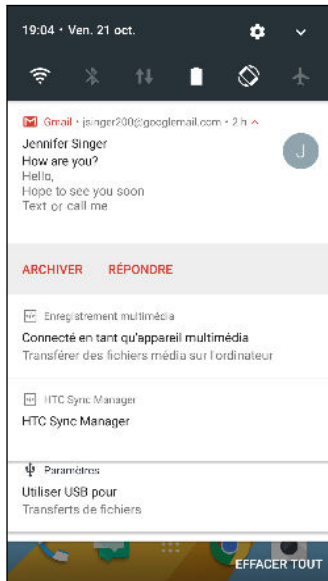 19:04 • Ven. 21 oct.
Gmail • jsinger200@googlemail.com • 2 h
Jennifer Singer
J
How are you?
Hello,
Hope to see you soon
Text or call me
ARCHIVER RÉPONDRE
Enregistrement multimédia
Connecté en tant qu'appareil multimédia
Transférer des fichiers média sur l'ordinateur
HTC Sync Manager
HTC Sync Manager
Paramètres
Utiliser USB pour
Transferts de fichiers
EFFACER TOUT